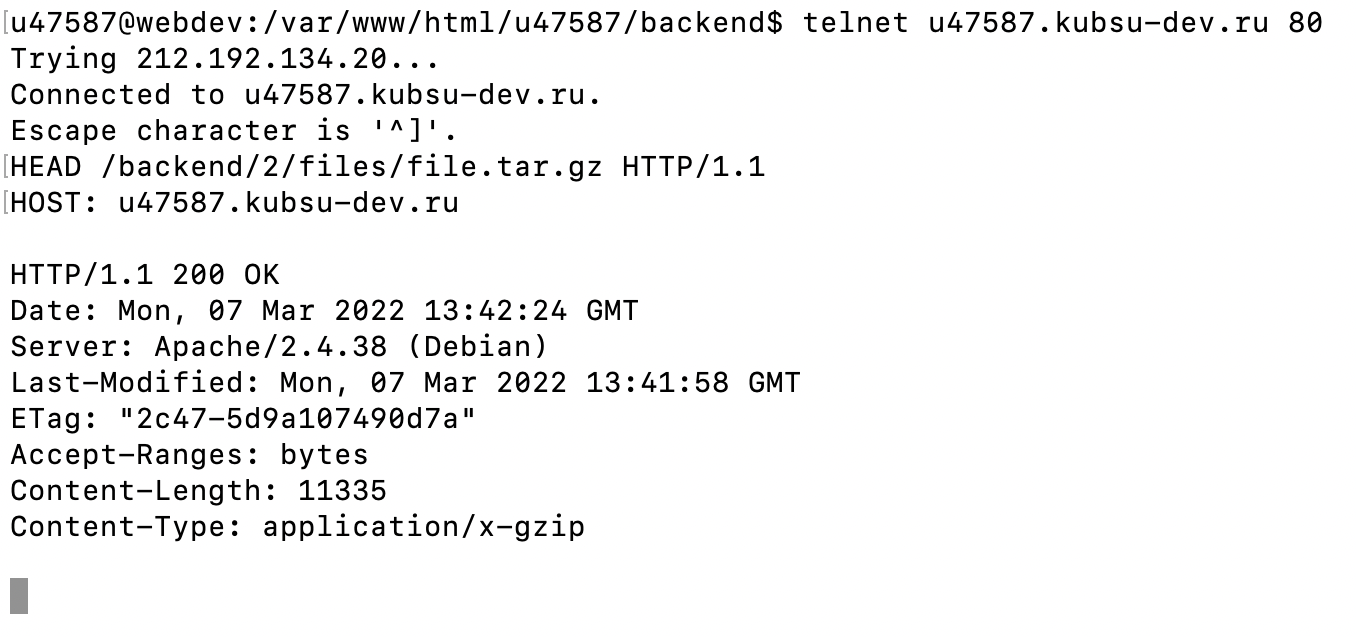 [u47587@webdev:/var/www/html/u47587/backend$ telnet u47587.kubsu-dev.ru 80
Trying 212.192.134.20...
Connected to u47587.kubsu-dev.ru.
Escape character is '^]'.
[HEAD /backend/2/files/file.tar.gz HTTP/1.1
[HOST: u47587.kubsu-dev.ru
HTTP/1.1 200 OK
Date: Mon, 07 Mar 2022 13:42:24 GMT
Server: Apache/2.4.38 (Debian)
Last-Modified: Mon, 07 Mar 2022 13:41:58 GMT
ETag: "2c47-5d9a107490d7a"
Accept-Ranges: bytes
Content-Length: 11335
Content-Type: application/x-gzip